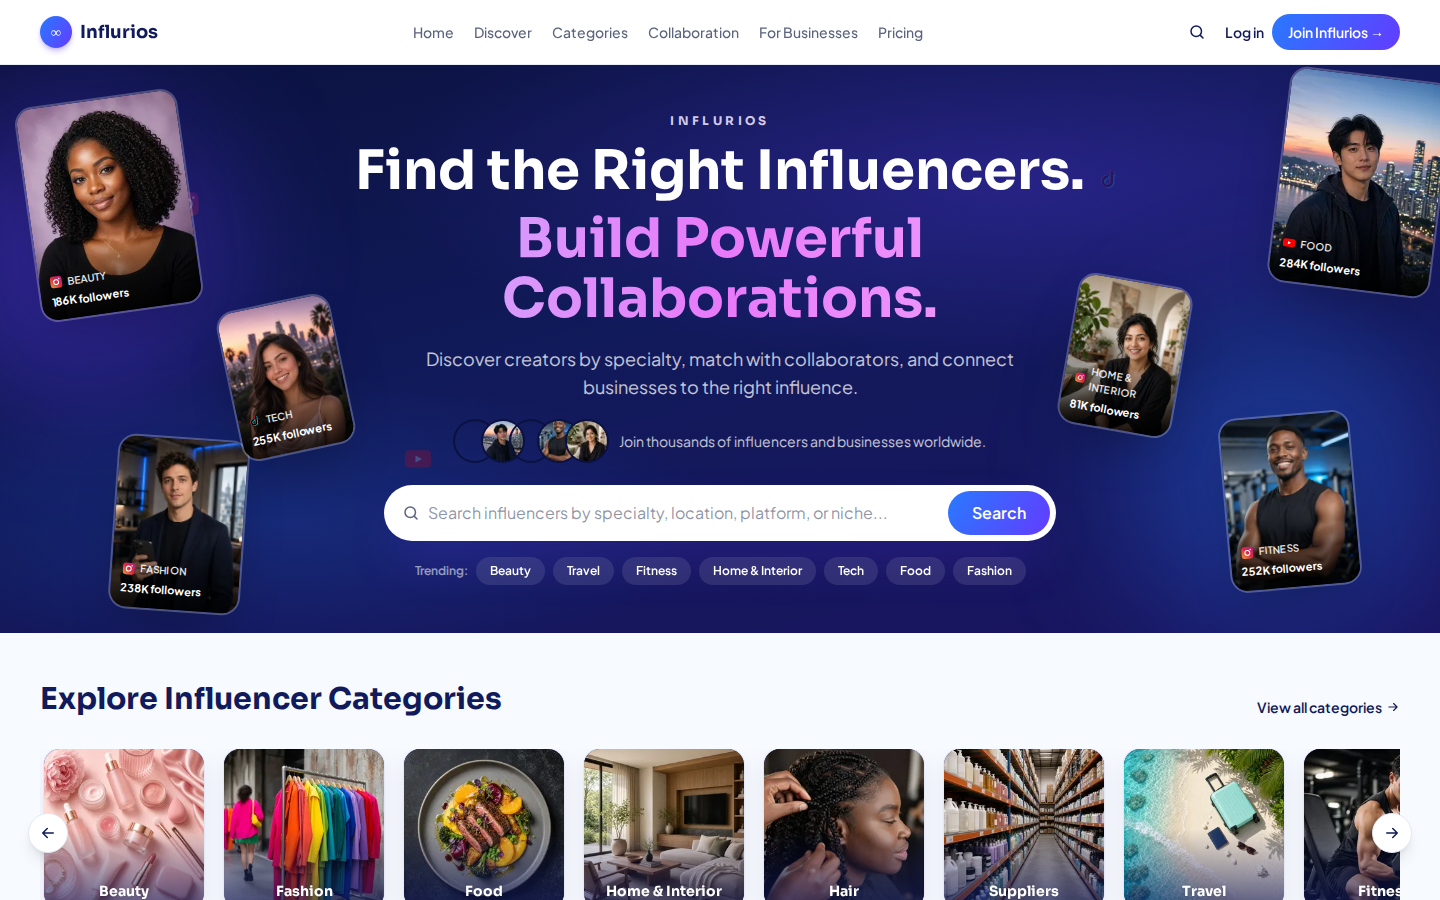 Influrios
Home
Discover
Categories
Collaboration
For Businesses
Pricing
Log in
Join Influrios →
INFLURIOS
Find the Right Influencers.
Build Powerful
Collaborations.
Discover creators by specialty, match with collaborators, and connect
businesses to the right influence.
Join thousands of influencers and businesses worldwide.
Search influencers by specialty, location, platform, or niche...
Search
Trending:
Beauty
Travel
Fitness
Home & Interior
Tech
Food
Fashion
BEAUTY
186K followers
TECH
255K followers
FASHION
238K followers
FOOD
284K followers
HOME &
INTERIOR
81K followers
FITNESS
252K followers
Explore Influencer Categories
View all categories →
Beauty
Fashion
Food
Home & Interior
Hair
Suppliers
Travel
Fitnes